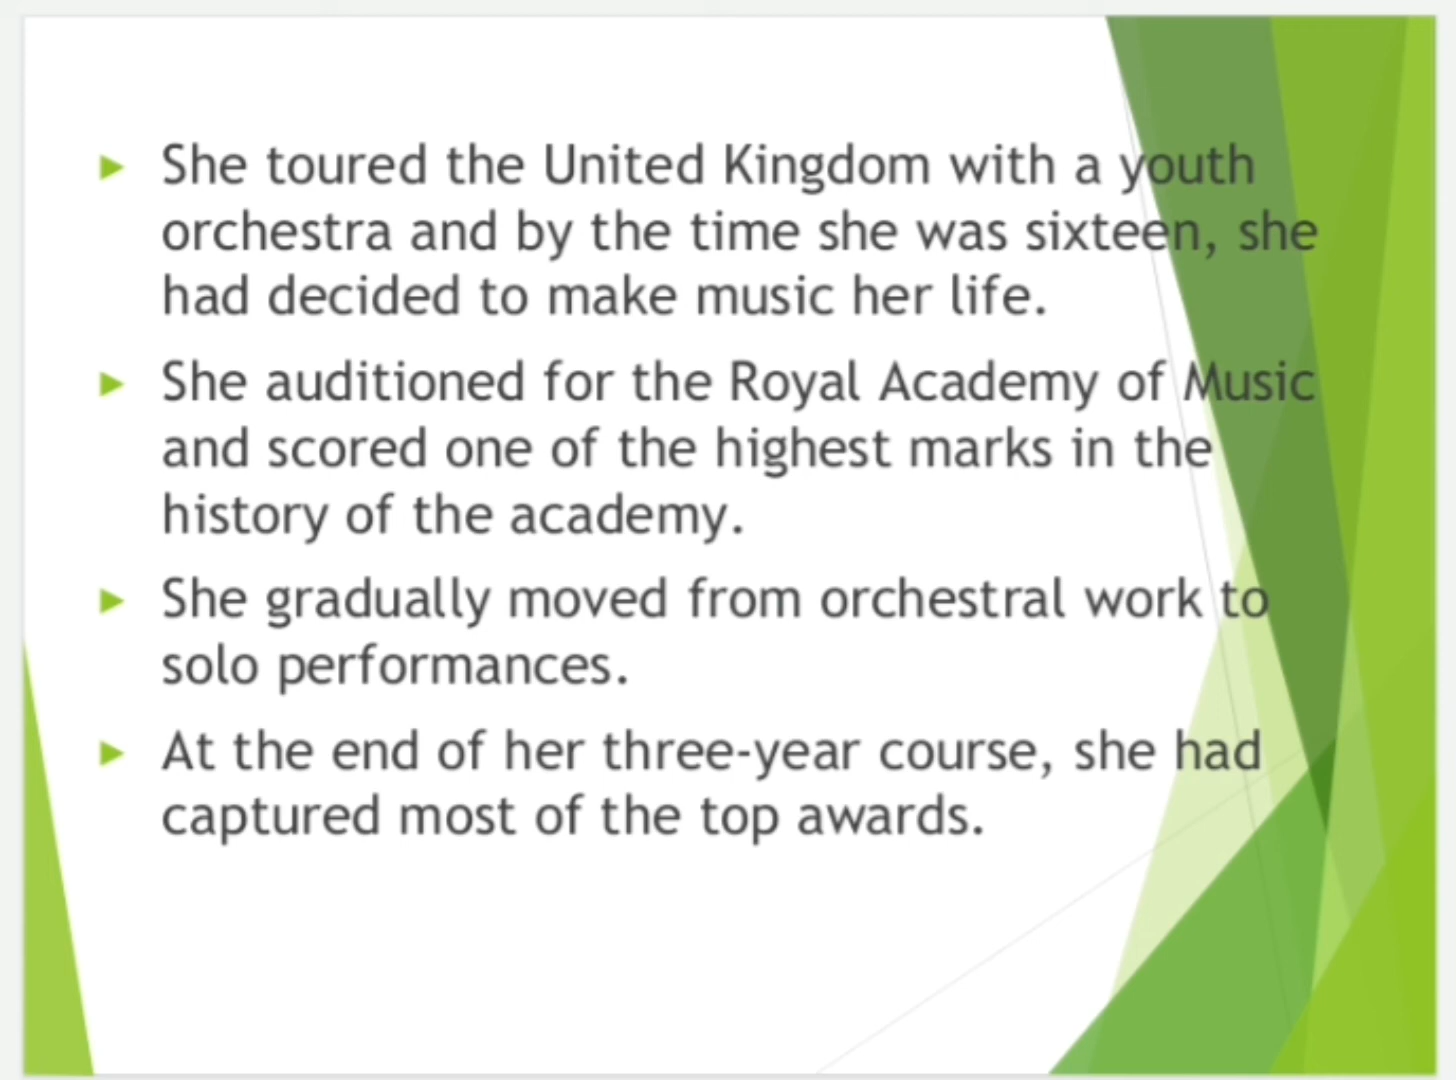 She toured the United Kingdom with a youth
orchestra and by the time she was sixteen, she
had decided to make music her life.
She auditioned for the Royal Academy of Music
and scored one of the highest marks in the
history of the academy.
She gradually moved from orchestral work to
solo performances.
At the end of her three-year course, she had
captured most of the top awards.